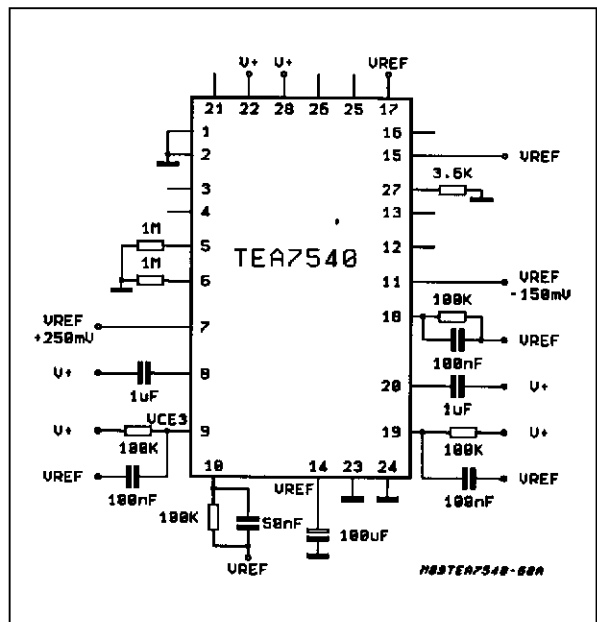 V+ V+ VREF
21 22 28 26 25 17
1 16
2 15 VREF
3 27 3.6K
4 13
1M
5 12
TEA7540
1M
6 11 VREF
-150mV
100K
18
VREF
+250mV
7 VREF
100nF
V+ 8 20 V+
1uF 1uF
VCE3
V+ 9 19 V+
100K 100K
10 14 23 24
VREF VREF VREF
100nF 100nF
100K 50nF 100uF
VREF
M89TEA7540-60A